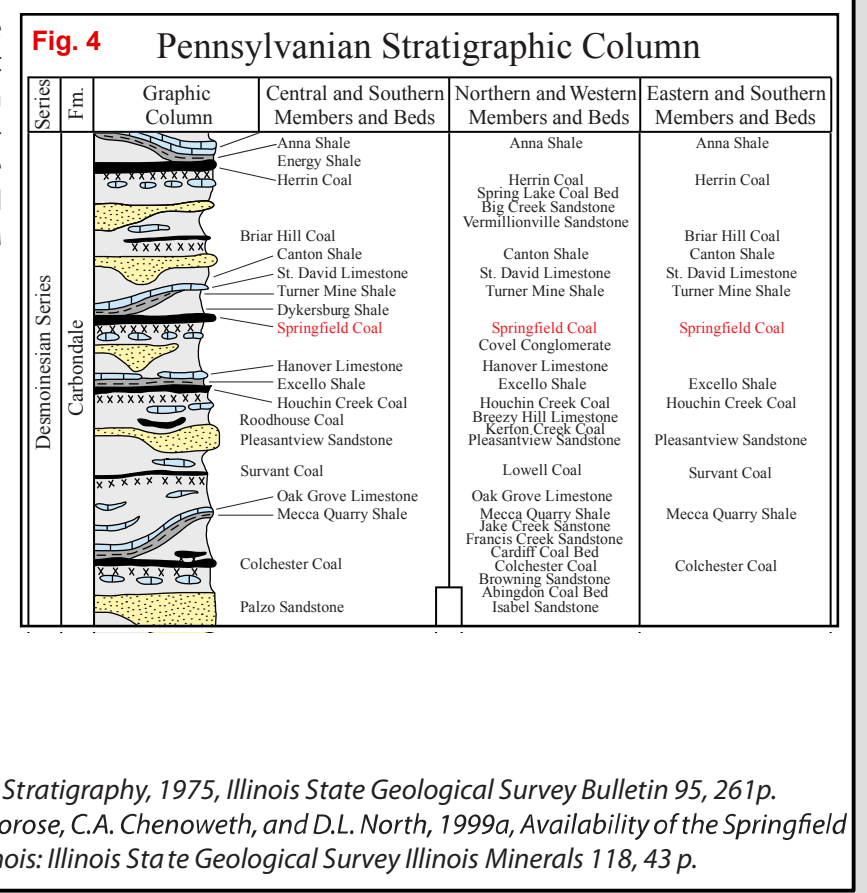 Fig. 4
Pennsylvanian Stratigraphic Column
Series
Fm.
Graphic
Column
Central and Southern
Members and Beds
Northern and Western
Members and Beds
Eastern and Southern
Members and Beds
Desmoinesian Series
Carbondale
Anna Shale
Energy Shale
Herrin Coal
Briar Hill Coal
Canton Shale
St. David Limestone
Turner Mine Shale
Dykersburg Shale
Springfield Coal
Hanover Limestone
Excello Shale
Houchin Creek Coal
Roodhouse Coal
Pleasantview Sandstone
Survant Coal
Oak Grove Limestone
Mecca Quarry Shale
Colchester Coal
Palzo Sandstone
Anna Shale
Herrin Coal
Spring Lake Coal Bed
Big Creek Sandstone
Vermillionville Sandstone
Canton Shale
St. David Limestone
Turner Mine Shale
Springfield Coal
Covel Conglomerate
Hanover Limestone
Excello Shale
Houchin Creek Coal
Breezy Hill Limestone
Kerton Creek Coal
Pleasantview Sandstone
Lowell Coal
Oak Grove Limestone
Mecca Quarry Shale
Jake Creek Sanstone
Francis Creek Sandstone
Cardiff Coal Bed
Colchester Coal
Browning Sandstone
Abingdon Coal Bed
Isabel Sandstone
Anna Shale
Herrin Coal
Briar Hill Coal
Canton Shale
St. David Limestone
Turner Mine Shale
Springfield Coal
Excello Shale
Houchin Creek Coal
Pleasantview Sandstone
Survant Coal
Mecca Quarry Shale
Colchester Coal
Stratigraphy, 1975, Illinois State Geological Survey Bulletin 95, 261p.
orose, C.A. Chenoweth, and D.L. North, 1999a, Availability of the Springfield
nois: Illinois State Geological Survey Illinois Minerals 118, 43 p.